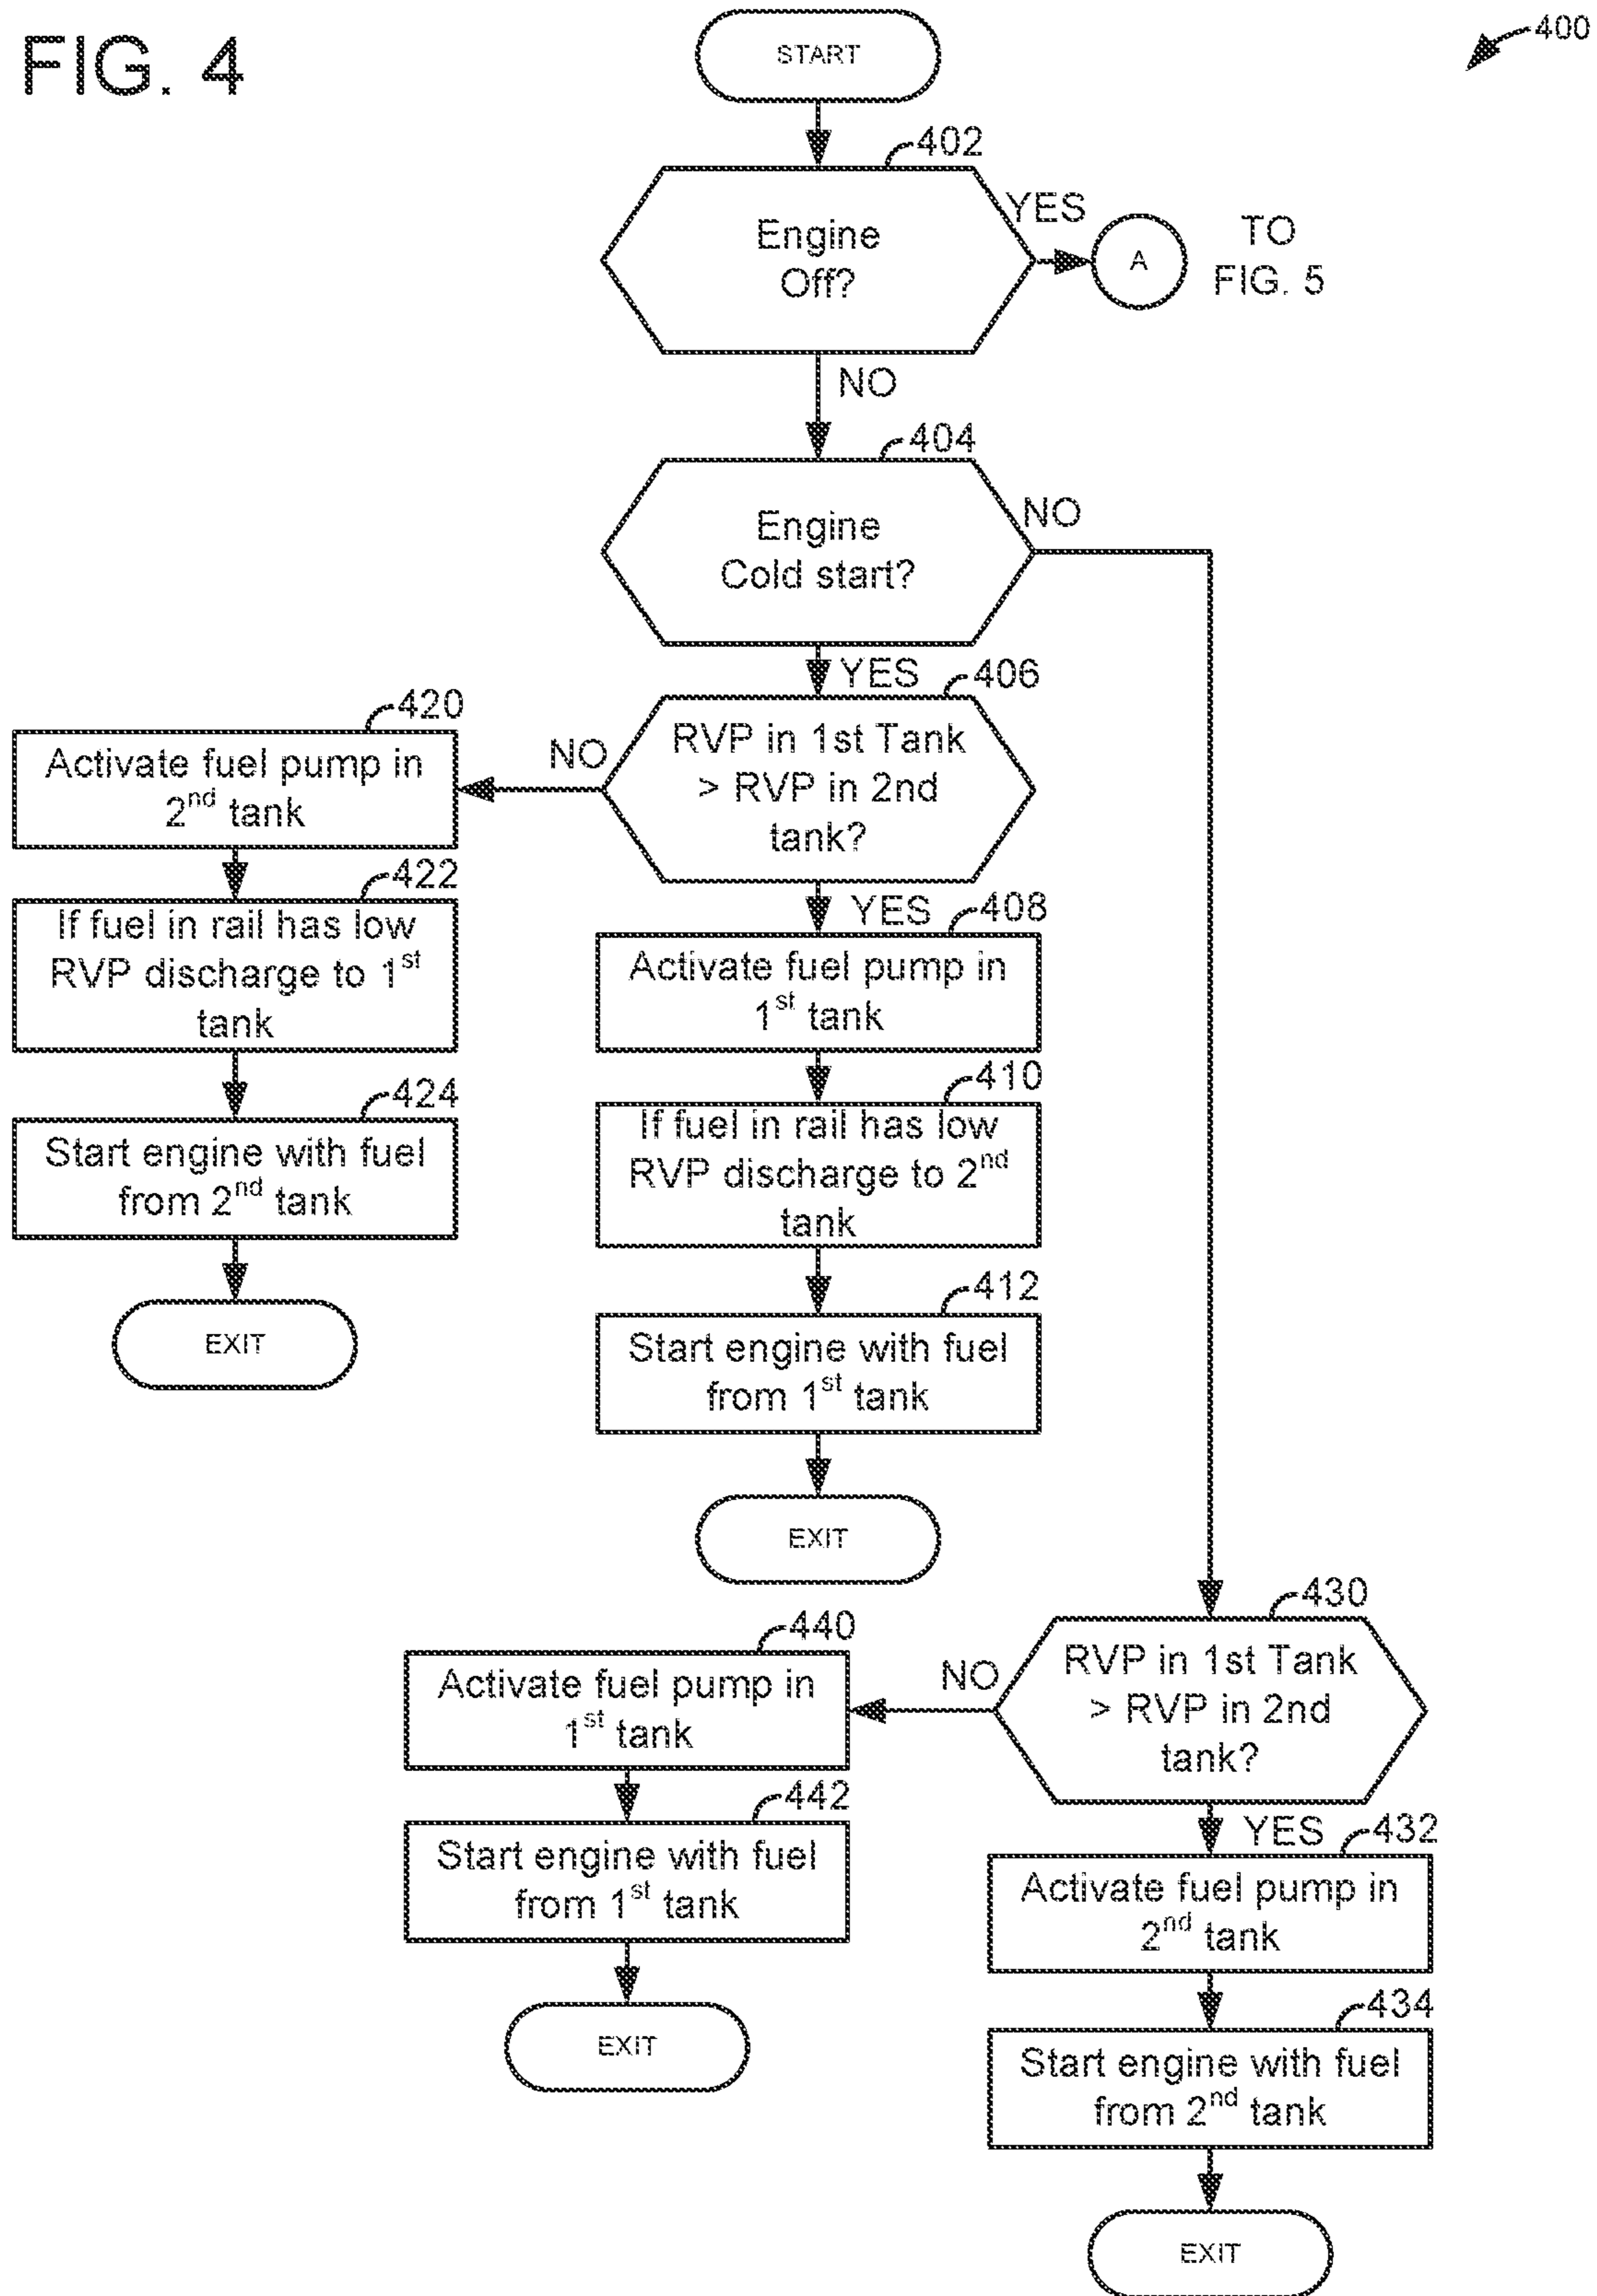 FIG. 4
400
START
402
Engine
Off?
YES
A
TO
FIG. 5
NO
404
Engine
Cold start?
NO
YES
406
RVP in 1st Tank
> RVP in 2nd
tank?
NO
420
Activate fuel pump in
2nd tank
422
If fuel in rail has low
RVP discharge to 1st
tank
424
Start engine with fuel
from 2nd tank
EXIT
YES
408
Activate fuel pump in
1st tank
410
If fuel in rail has low
RVP discharge to 2nd
tank
412
Start engine with fuel
from 1st tank
EXIT
430
RVP in 1st Tank
> RVP in 2nd
tank?
NO
440
Activate fuel pump in
1st tank
442
Start engine with fuel
from 1st tank
EXIT
YES
432
Activate fuel pump in
2nd tank
434
Start engine with fuel
from 2nd tank
EXIT